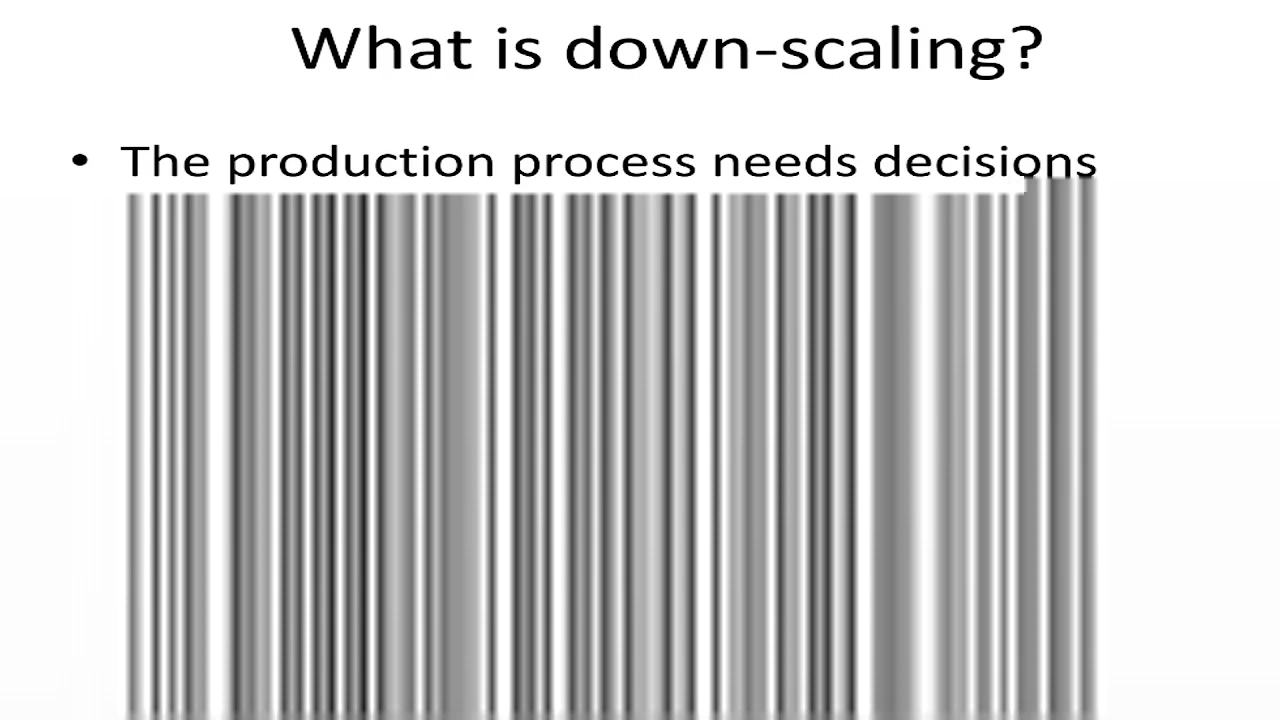 What is down-scaling?
• The production process needs decisions